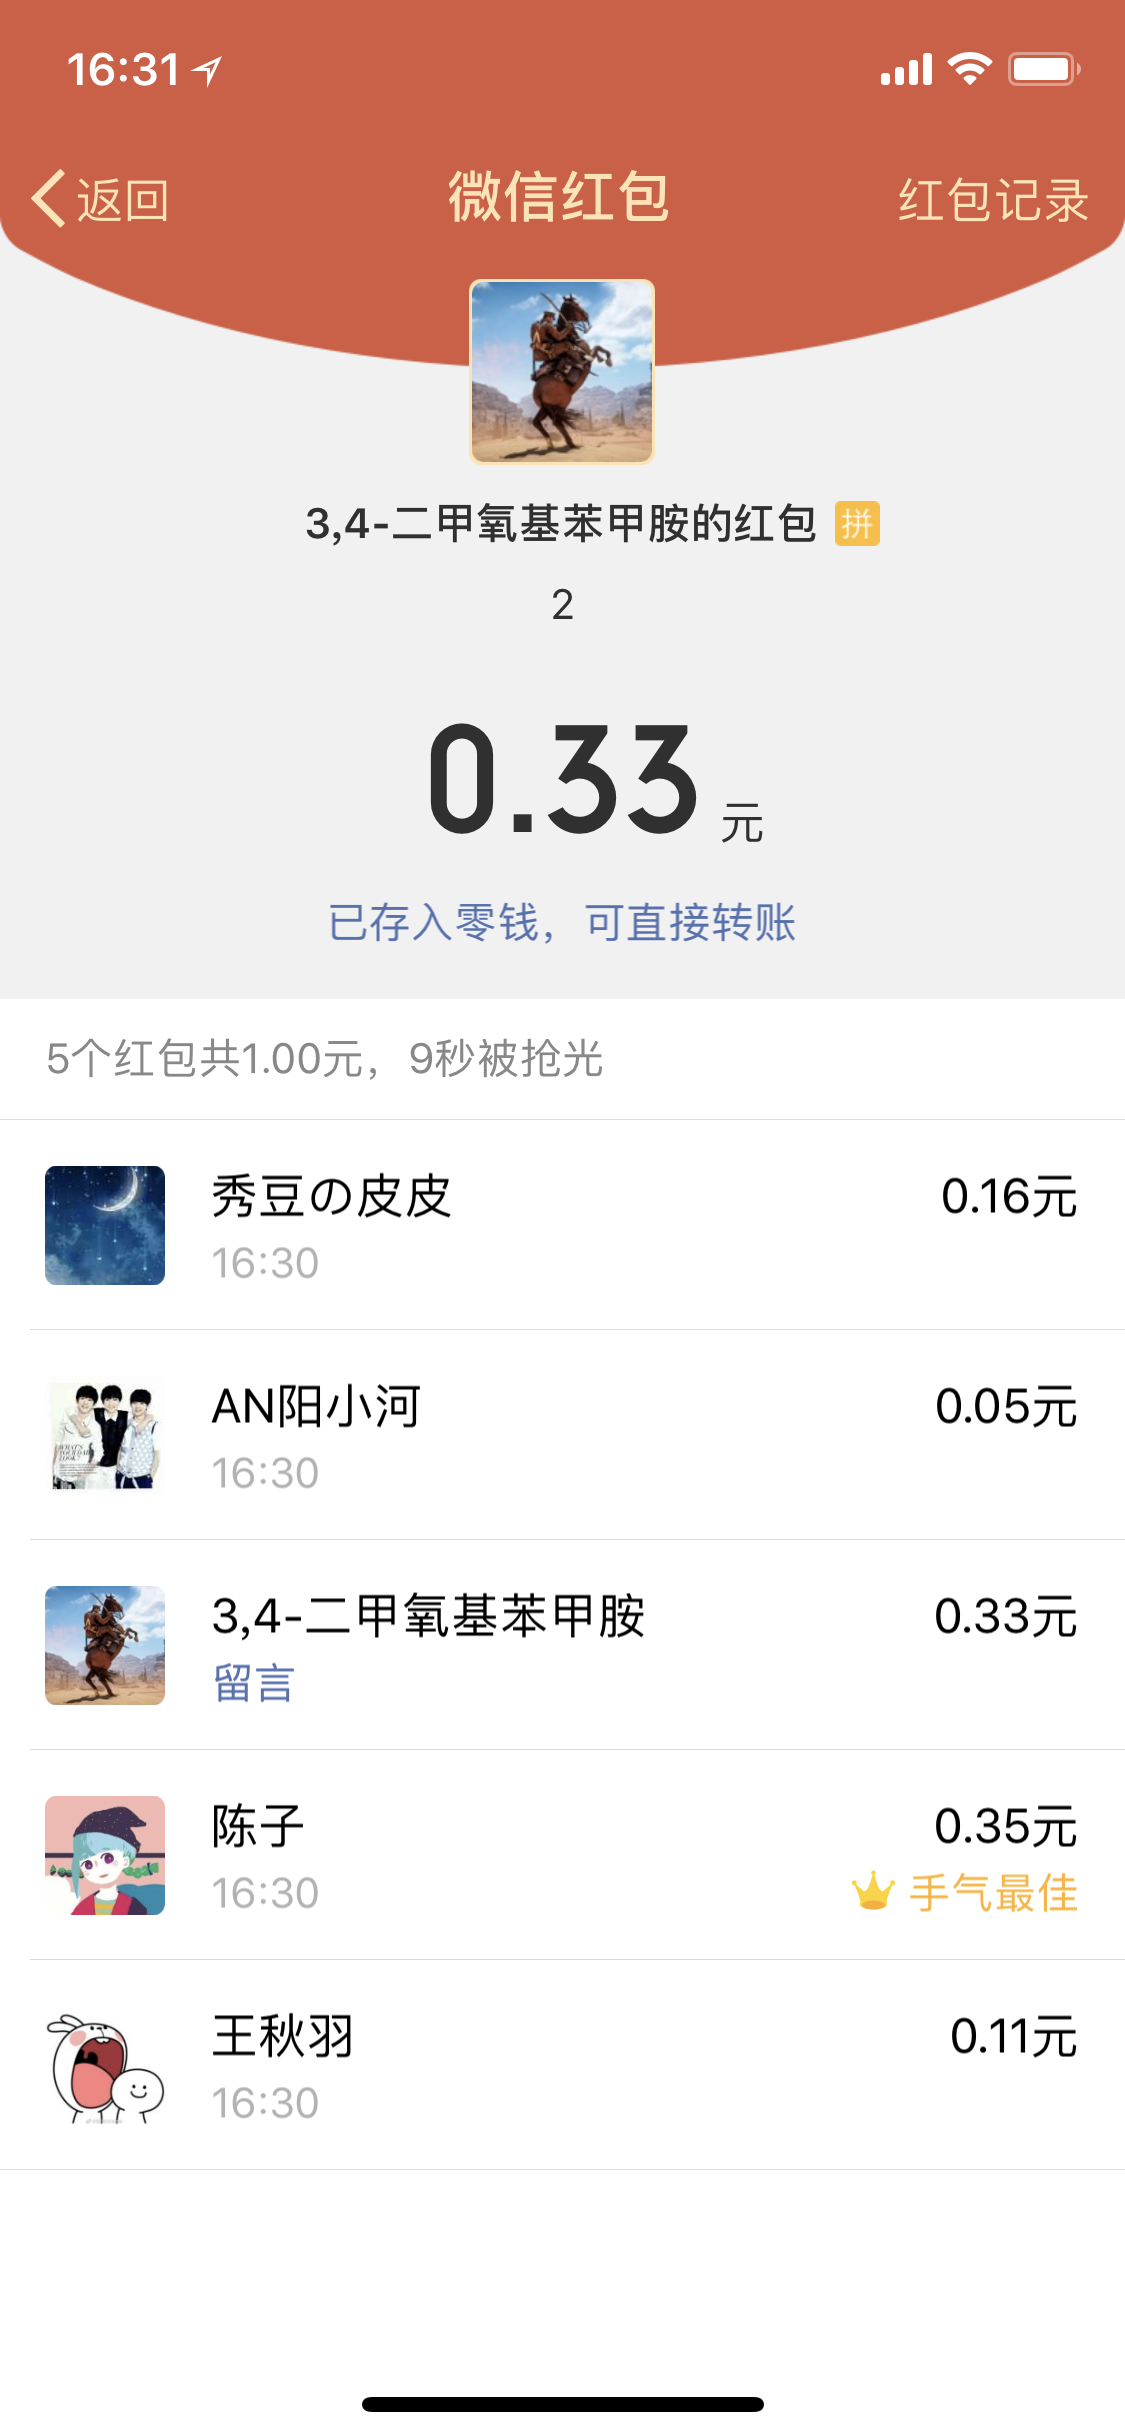 16:31
返回 微信红包 红包记录
3,4-二甲氧基苯甲胺的红包 拼
2
0.33元
已存入零钱，可直接转账
5个红包共1.00元，9秒被抢光
秀豆の皮皮 0.16元
16:30
AN阳小河 0.05元
16:30
3,4-二甲氧基苯甲胺 0.33元
留言
陈子 0.35元
16:30 手气最佳
王秋羽 0.11元
16:30